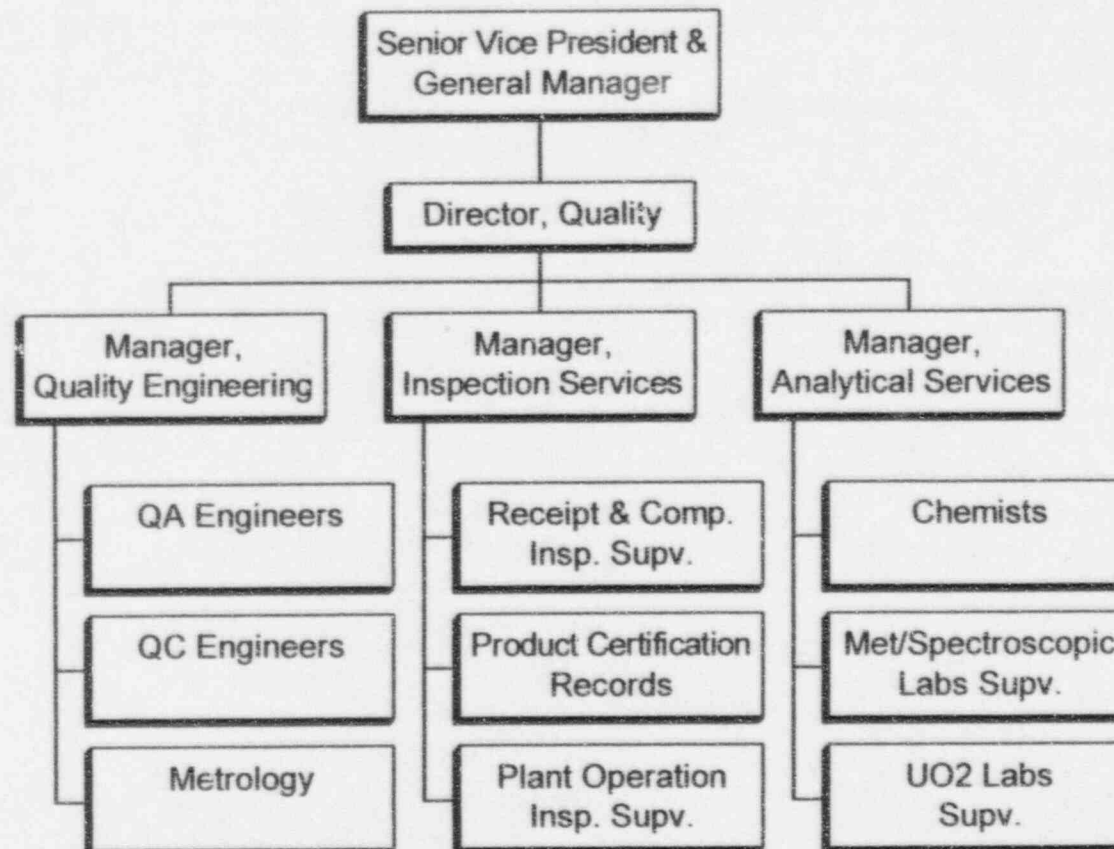 Senior Vice President &
General Manager
Director, Quality
Manager,
Quality Engineering
Manager,
Inspection Services
Manager,
Analytical Services
QA Engineers
Receipt & Comp.
Insp. Supv.
Chemists
QC Engineers
Product Certification
Records
Met/Spectroscopic
Labs Supv.
Metrology
Plant Operation
Insp. Supv.
UO2 Labs
Supv.